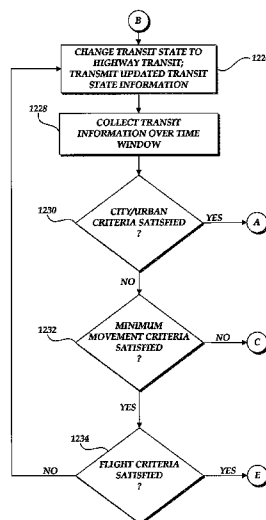 B
CHANGE TRANSIT STATE TO
HIGHWAY TRANSIT;
TRANSMIT UPDATED TRANSIT
STATE INFORMATION
1228
COLLECT TRANSIT
INFORMATION OVER TIME
WINDOW
1230
CITY/URBAN
CRITERIA SATISFIED
?
YES
A
NO
1232
MINIMUM
MOVEMENT CRITERIA
SATISFIED
?
NO
C
YES
1234
FLIGHT CRITERIA
SATISFIED
?
NO
YES
E